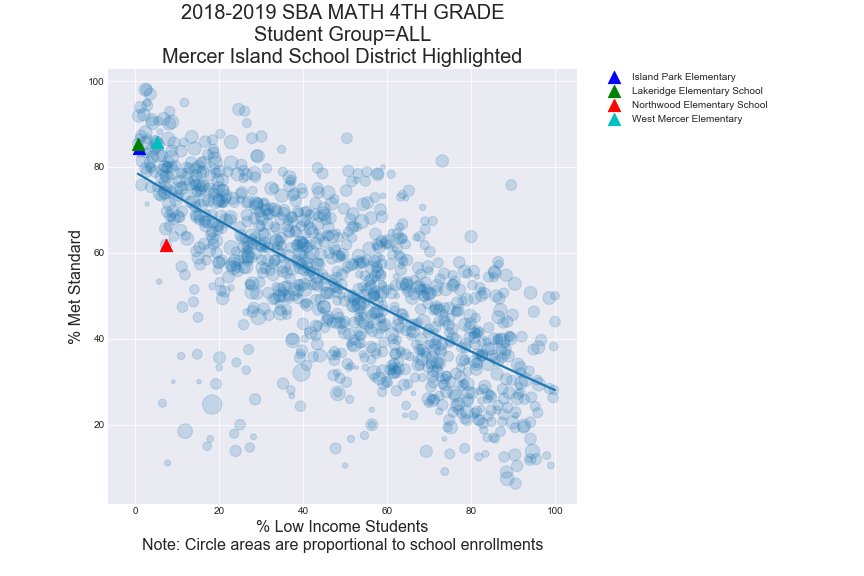 2018-2019 SBA MATH 4TH GRADE
Student Group=ALL
Mercer Island School District Highlighted
Island Park Elementary
Lakeridge Elementary School
Northwood Elementary School
West Mercer Elementary
% Met Standard
100
80
60
40
20
0 20 40 60 80 100
% Low Income Students
Note: Circle areas are proportional to school enrollments